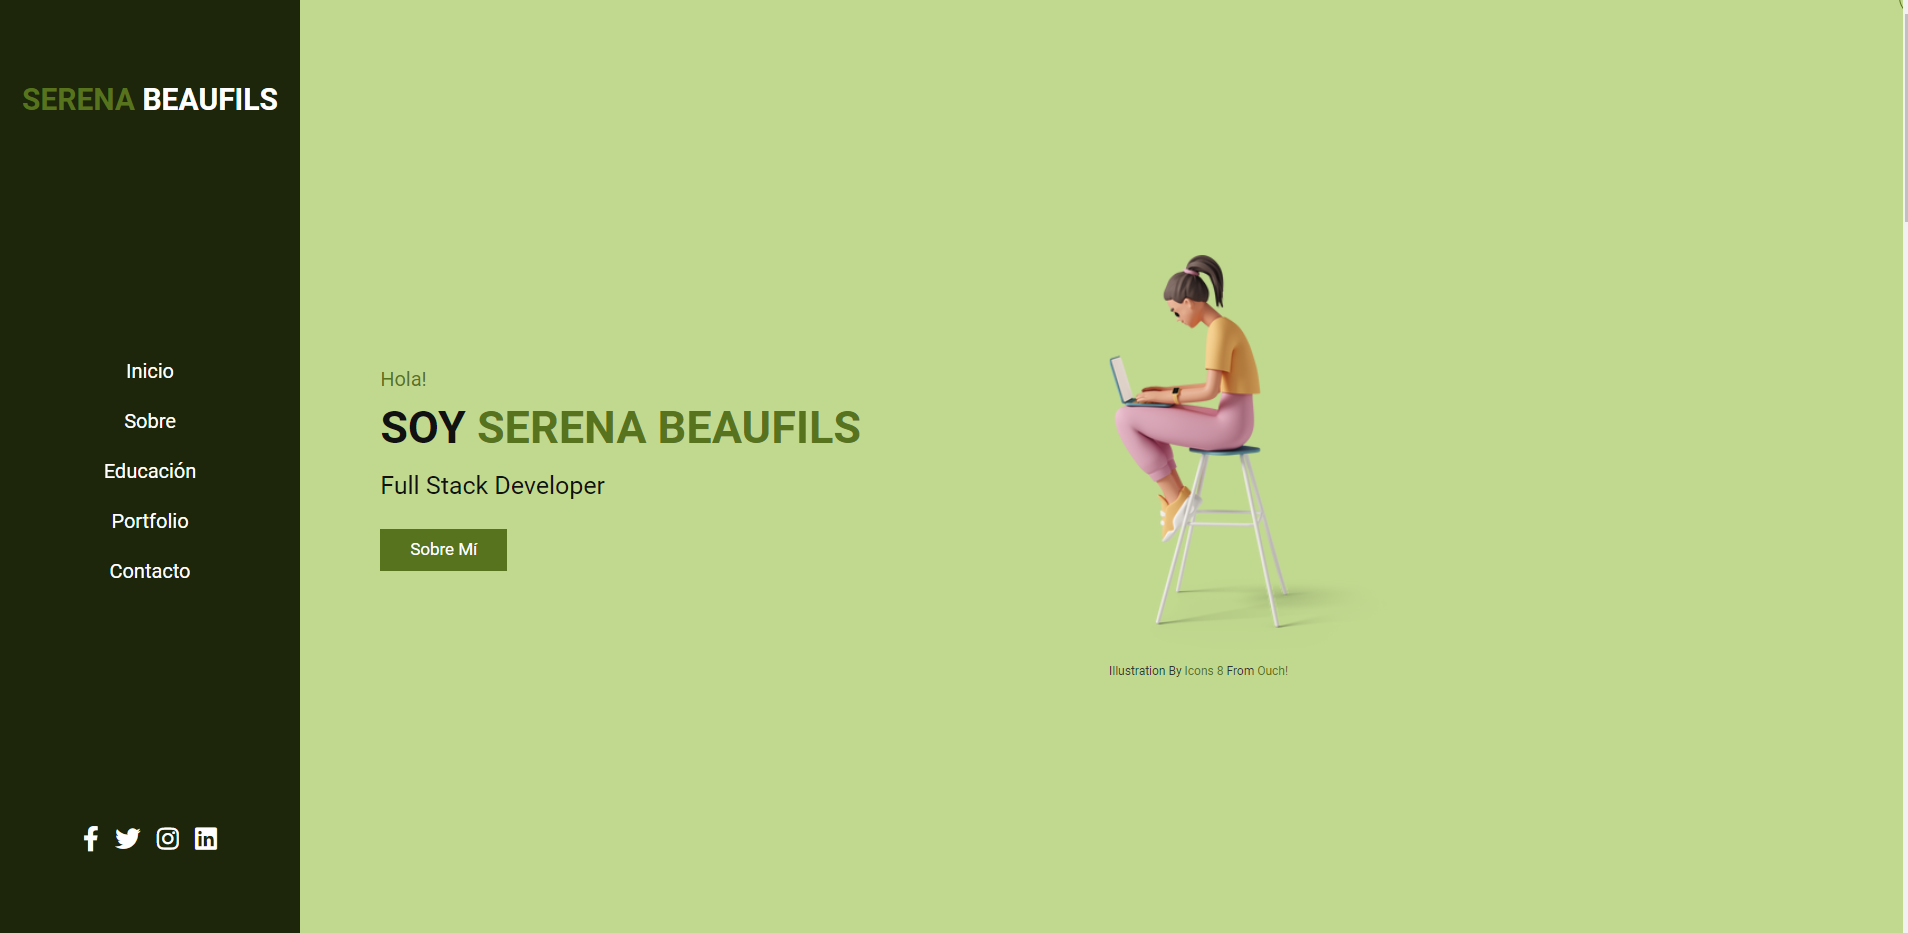 SERENA BEAUFILS
Inicio
Sobre
Educación
Portfolio
Contacto
Hola!
SOY SERENA BEAUFILS
Full Stack Developer
Sobre Mí
Illustration By Icons 8 From Ouch!